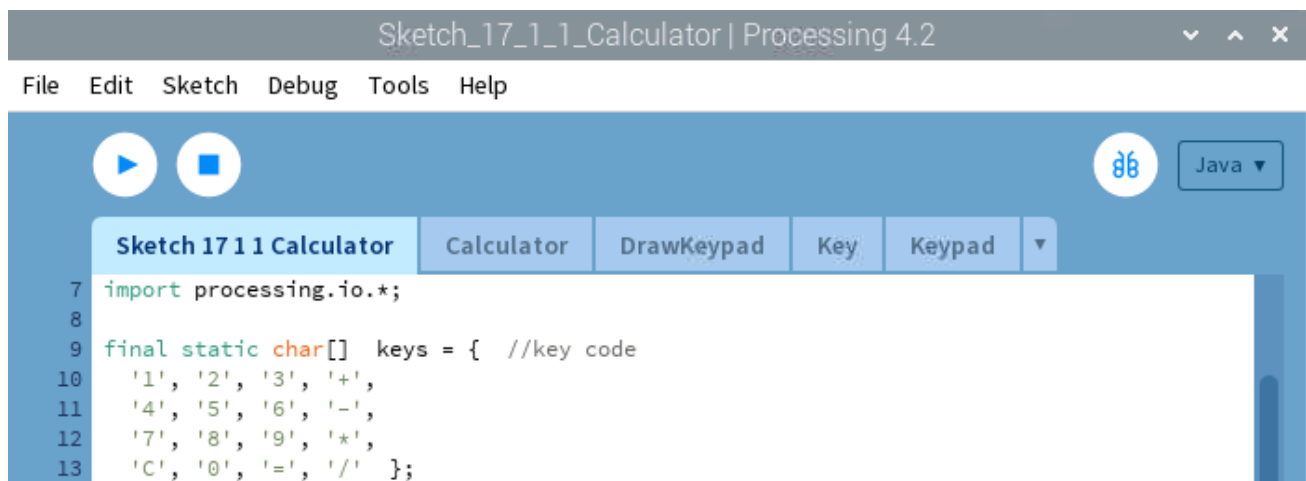 Sketch_17_1_1_Calculator | Processing 4.2
File Edit Sketch Debug Tools Help
Java ▼
Sketch 17 1 1 Calculator Calculator DrawKeypad Key Keypad ▼
7 import processing.io.*;
8
9 final static char[]  keys = {  //key code
10   '1', '2', '3', '+',
11   '4', '5', '6', '-',
12   '7', '8', '9', '*',
13   'C', '0', '=', '/'  };